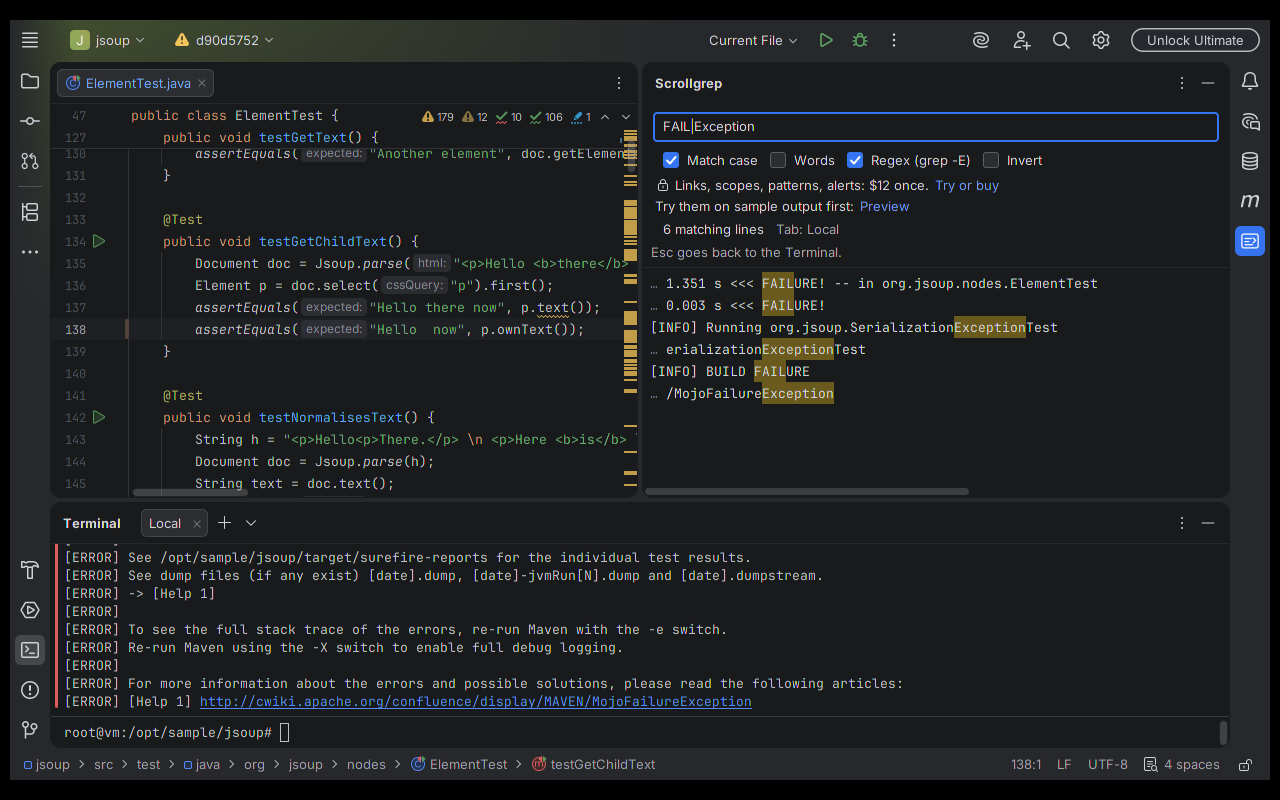 J jsoup d90d5752 Current File Unlock Ultimate
ElementTest.java
47 public class ElementTest { 179 12 10 106 1
127 public void testGetText() {
130 assertEquals( expected: "Another element", doc.getElemen
131 }
132
133 @Test
134 public void testGetChildText() {
135 Document doc = Jsoup.parse( html: "<p>Hello <b>there</b>
136 Element p = doc.select( cssQuery: "p").first();
137 assertEquals( expected: "Hello there now", p.text());
138 assertEquals( expected: "Hello  now", p.ownText());
139 }
140
141 @Test
142 public void testNormalisesText() {
143 String h = "<p>Hello<p>There.</p> \n <p>Here <b>is</b> \
144 Document doc = Jsoup.parse(h);
145 String text = doc.text();
Scrollgrep
FAIL|Exception
Match case Words Regex (grep -E) Invert
Links, scopes, patterns, alerts: $12 once. Try or buy
Try them on sample output first: Preview
6 matching lines Tab: Local
Esc goes back to the Terminal.
… 1.351 s <<< FAILURE! -- in org.jsoup.nodes.ElementTest
… 0.003 s <<< FAILURE!
[INFO] Running org.jsoup.SerializationExceptionTest
… erializationExceptionTest
[INFO] BUILD FAILURE
… /MojoFailureException
m
Terminal Local
[ERROR] See /opt/sample/jsoup/target/surefire-reports for the individual test results.
[ERROR] See dump files (if any exist) [date].dump, [date]-jvmRun[N].dump and [date].dumpstream.
[ERROR] -> [Help 1]
[ERROR]
[ERROR] To see the full stack trace of the errors, re-run Maven with the -e switch.
[ERROR] Re-run Maven using the -X switch to enable full debug logging.
[ERROR]
[ERROR] For more information about the errors and possible solutions, please read the following articles:
[ERROR] [Help 1] http://cwiki.apache.org/confluence/display/MAVEN/MojoFailureException
root@vm:/opt/sample/jsoup#
jsoup > src > test > java > org > jsoup > nodes > ElementTest > testGetChildText 138:1 LF UTF-8 4 spaces